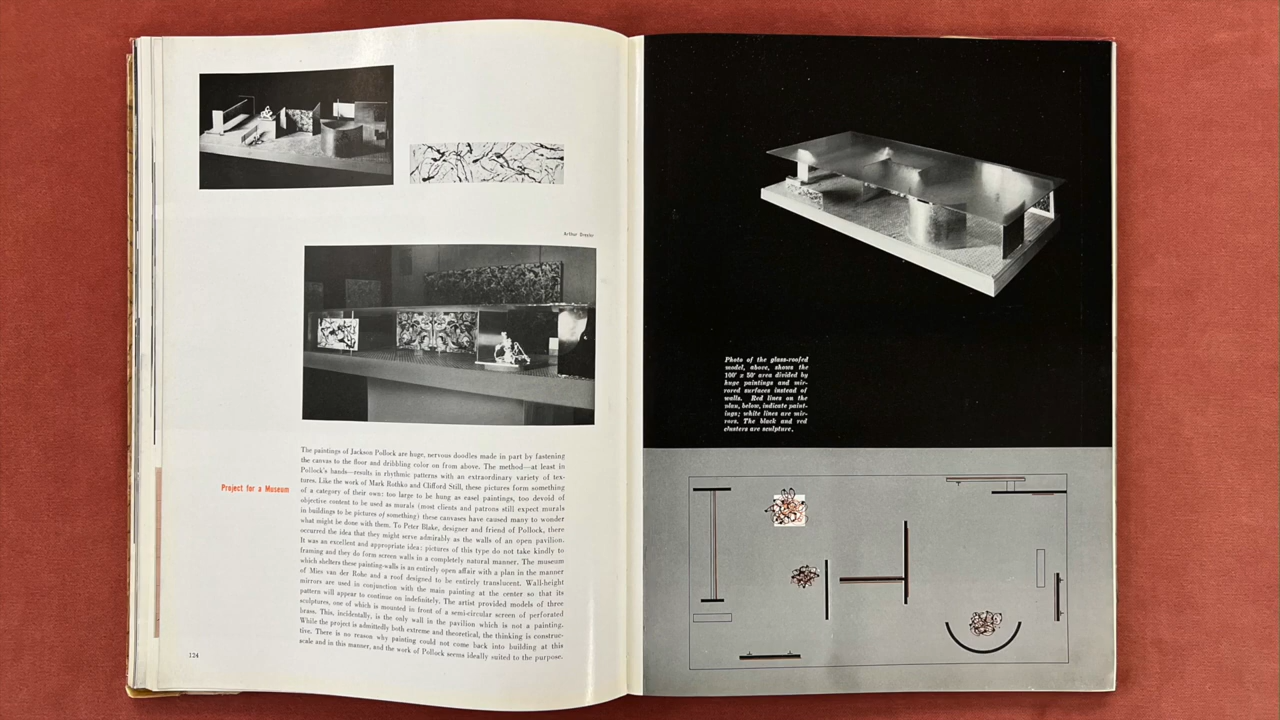 Arthur Drexler
The paintings of Jackson Pollock are huge, nervous doodles made in part by fastening
the canvas to the floor and dribbling color on from above. The method—at least in
Pollock's hands—results in rhythmic patterns with an extraordinary variety of tex-
tures. Like the work of Mark Rothko and Clifford Still, these pictures form something
of a category of their own: too large to be hung as easel paintings, too devoid of
objective content to be used as murals (most clients and patrons still expect murals
in buildings to be pictures of something) these canvases have caused many to wonder
what might be done with them. To Peter Blake, designer and friend of Pollock, there
occurred the idea that they might serve admirably as the walls of an open pavilion.
It was an excellent and appropriate idea: pictures of this type do not take kindly to
framing and they do form screen walls in a completely natural manner. The museum
which shelters these painting-walls is an entirely open affair with a plan in the manner
of Mies van der Rohe and a roof designed to be entirely translucent. Wall-height
mirrors are used in conjunction with the main painting at the center so that its
pattern will appear to continue on indefinitely. The artist provided models of three
sculptures, one of which is mounted in front of a semi-circular screen of perforated
brass. This, incidentally, is the only wall in the pavilion which is not a painting.
While the project is admittedly both extreme and theoretical, the thinking is construc-
tive. There is no reason why painting could not come back into building at this
scale and in this manner, and the work of Pollock seems ideally suited to the purpose.
Project for a Museum
134
Photo of the glass-roofed
model, above, shows the
100' x 50' area divided by
huge paintings and mir-
rored surfaces instead of
walls. Red lines on the
plan, below, indicate paint-
ings; white lines are mir-
rors. The black and red
clusters are sculpture.